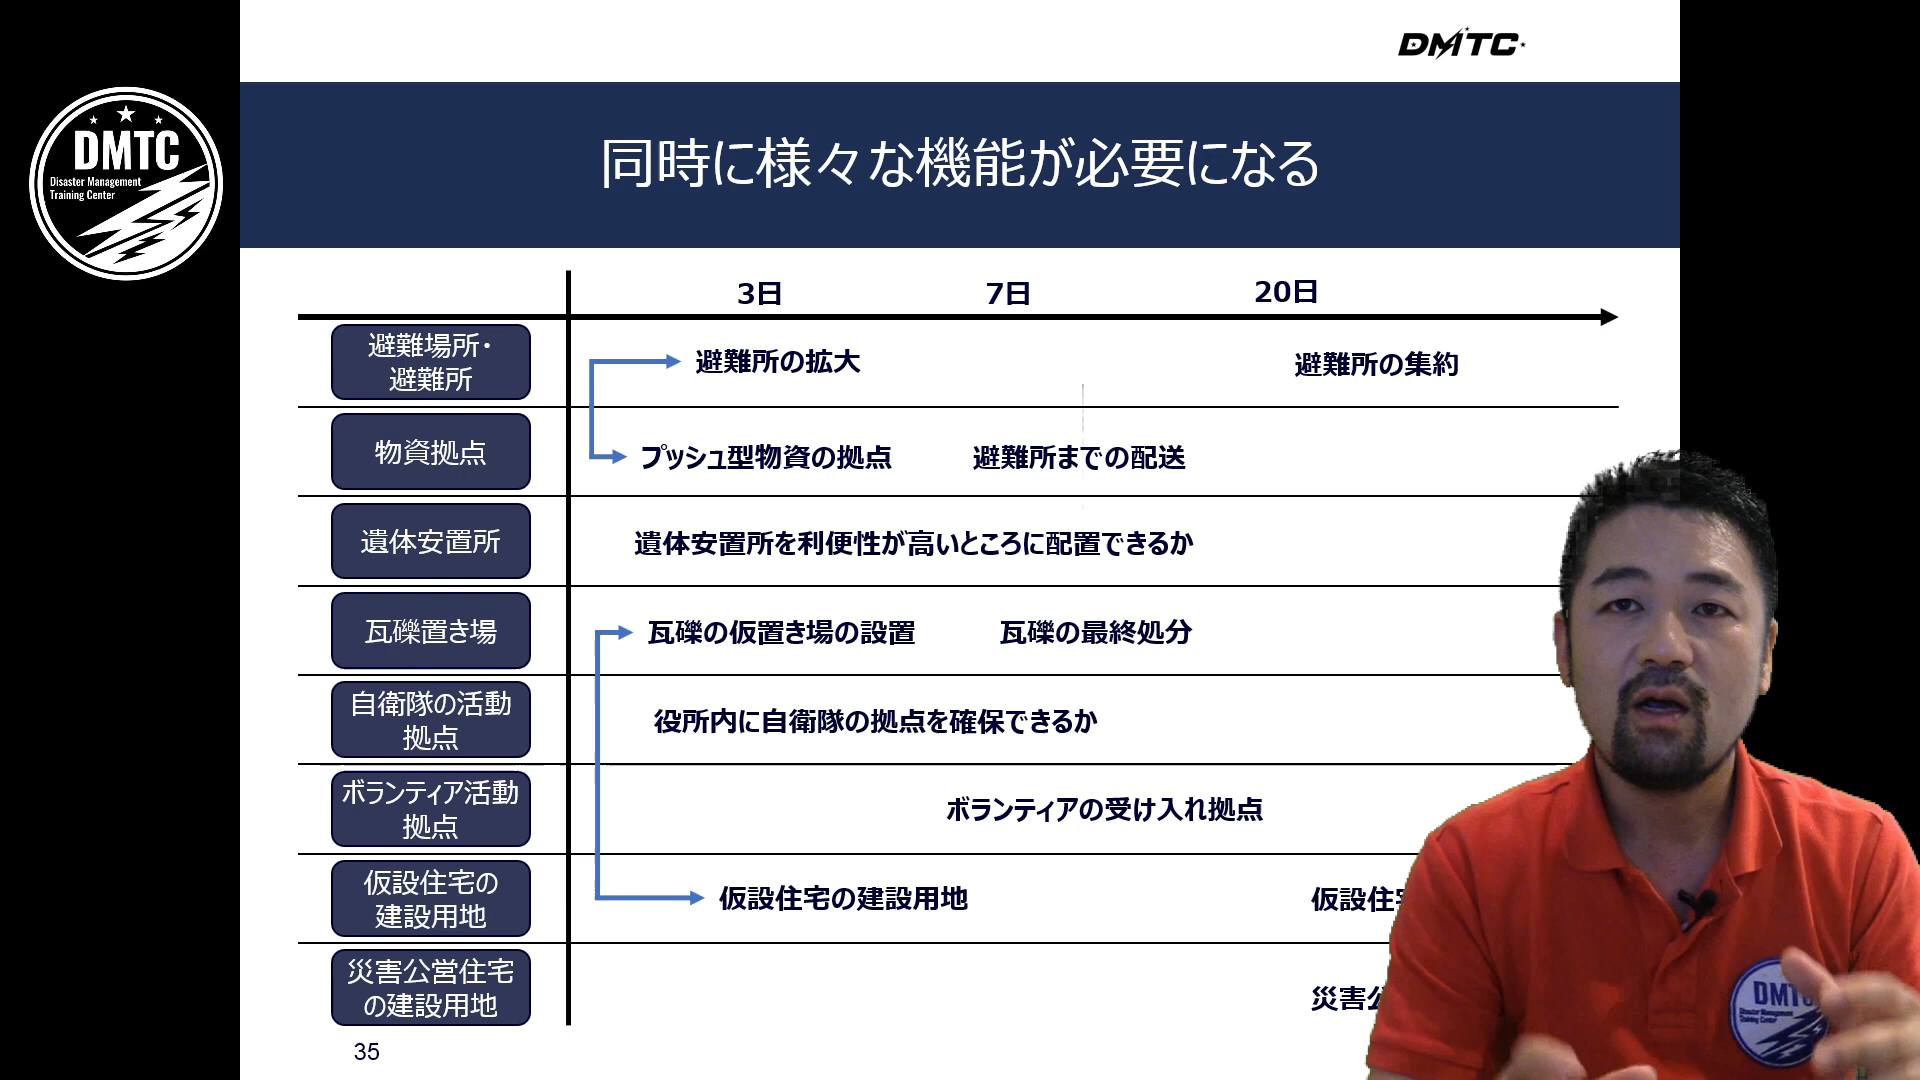 DMTC
DMTC
Disaster Management
Training Center
同時に様々な機能が必要になる
3日
7日
20日
避難場所・
避難所
避難所の拡大
避難所の集約
物資拠点
プッシュ型物資の拠点
避難所までの配送
遺体安置所
遺体安置所を利便性が高いところに配置できるか
瓦礫置き場
瓦礫の仮置き場の設置
瓦礫の最終処分
自衛隊の活動
拠点
役所内に自衛隊の拠点を確保できるか
ボランティア活動
拠点
ボランティアの受け入れ拠点
仮設住宅の
建設用地
仮設住宅の建設用地
仮設住
災害公営住宅
の建設用地
災害
35
DMTC
Disaster Management
Training Center